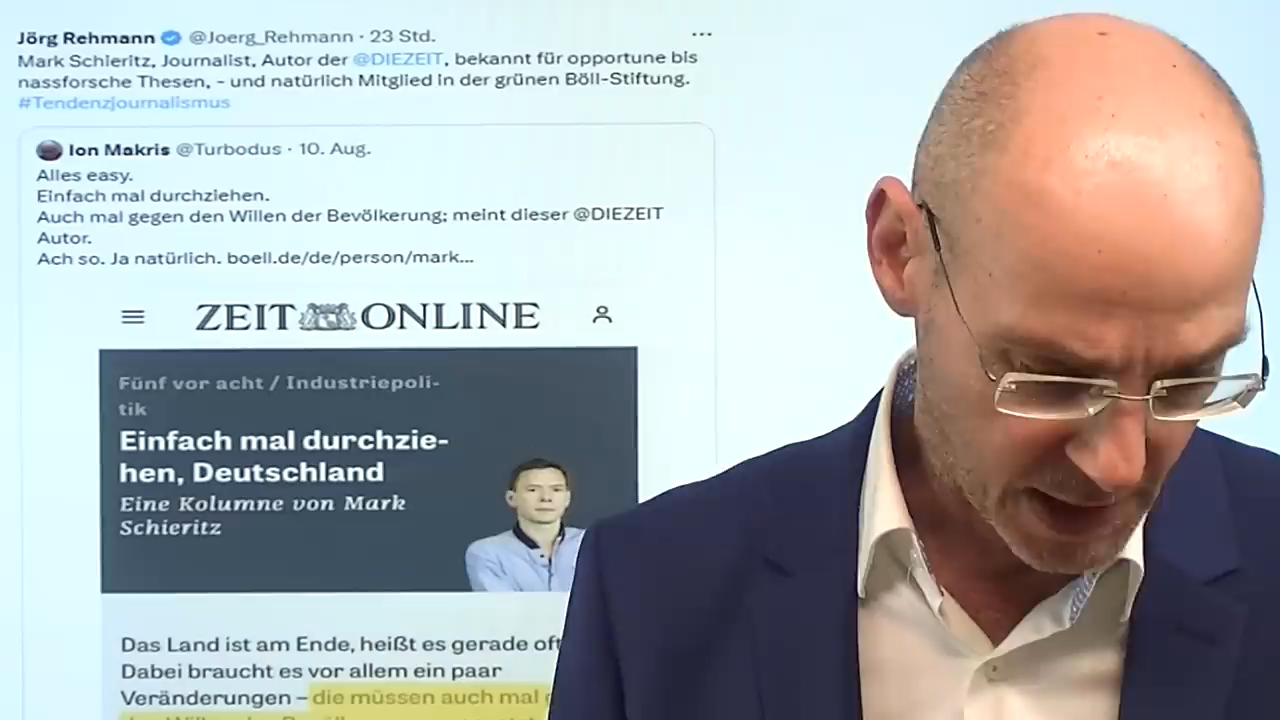 Jörg Rehmann @Joerg_Rehmann · 23 Std.
Mark Schieritz, Journalist, Autor der @DIEZEIT, bekannt für opportune bis
nassforsche Thesen, - und natürlich Mitglied in der grünen Böll-Stiftung.
#Tendenzjournalismus
Ion Makris @Turbodus · 10. Aug.
Alles easy.
Einfach mal durchziehen.
Auch mal gegen den Willen der Bevölkerung; meint dieser @DIEZEIT
Autor.
Ach so. Ja natürlich. boell.de/de/person/mark...
ZEIT ONLINE
Fünf vor acht / Industriepoli-
tik
Einfach mal durchzie-
hen, Deutschland
Eine Kolumne von Mark
Schieritz
Das Land ist am Ende, heißt es gerade oft
Dabei braucht es vor allem ein paar
Veränderungen – die müssen auch mal